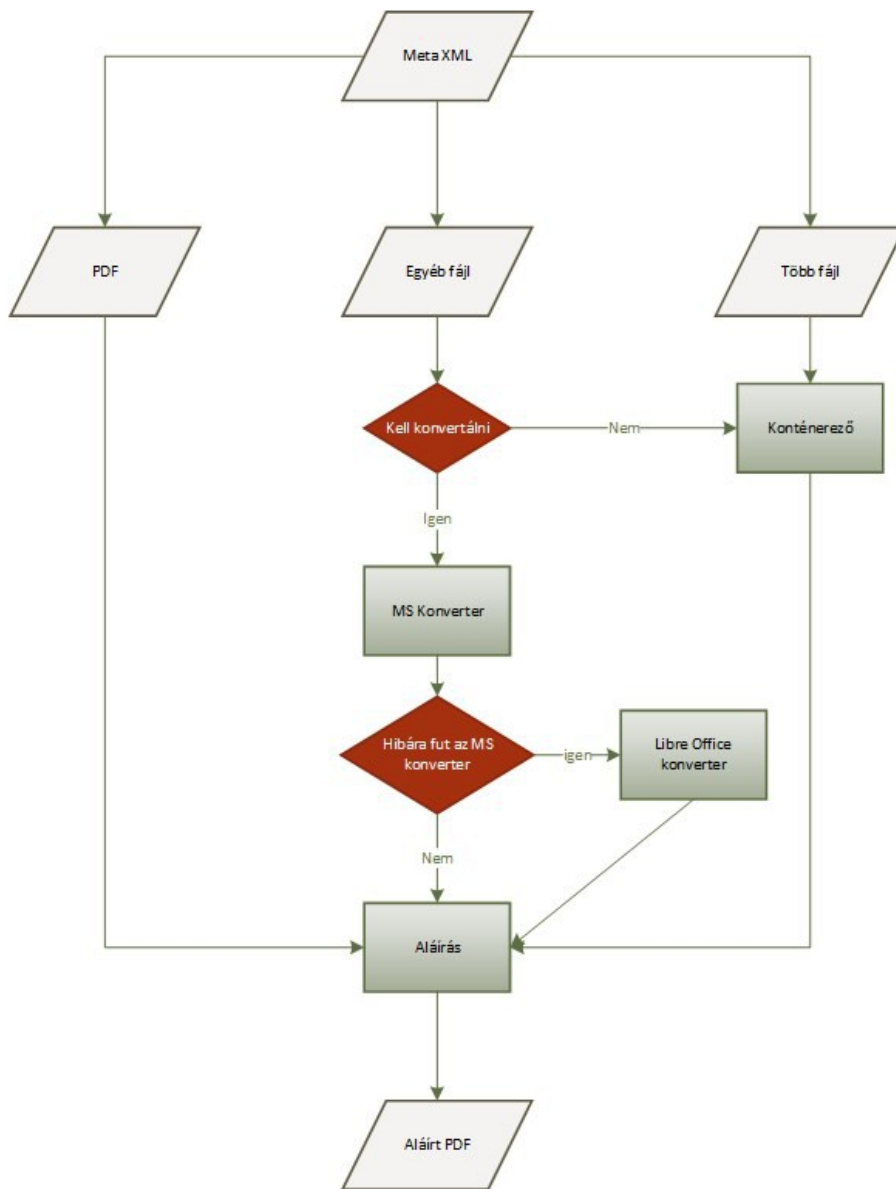 Meta XML
PDF
Egyéb fájl
Több fájl
Kell konvertálni
Nem
Konténerező
Igen
MS Konverter
Hibára fut az MS
konverter
igen
Libre Office
konverter
Nem
Aláírás
Aláírt PDF